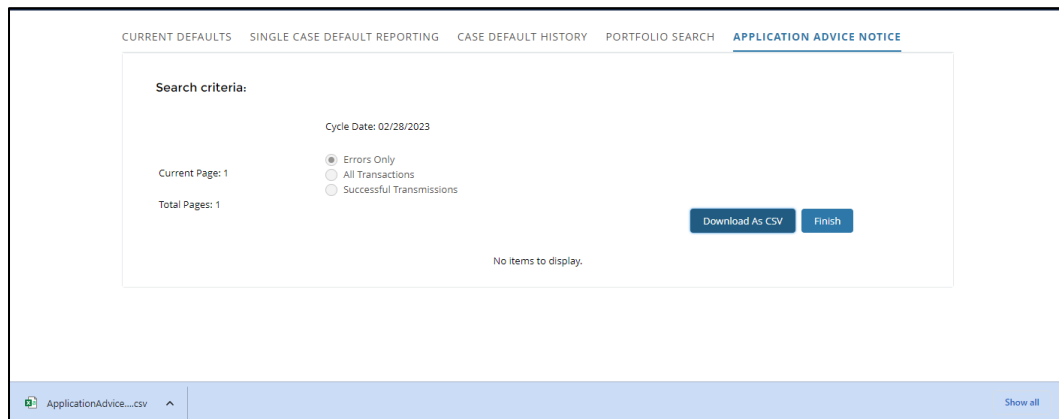 CURRENT DEFAULTS SINGLE CASE DEFAULT REPORTING CASE DEFAULT HISTORY PORTFOLIO SEARCH APPLICATION ADVICE NOTICE
Search criteria:
Cycle Date: 02/28/2023
Errors Only
Current Page: 1
All Transactions
Successful Transmissions
Total Pages: 1
Download As CSV Finish
No items to display.
ApplicationAdvice....csv Show all